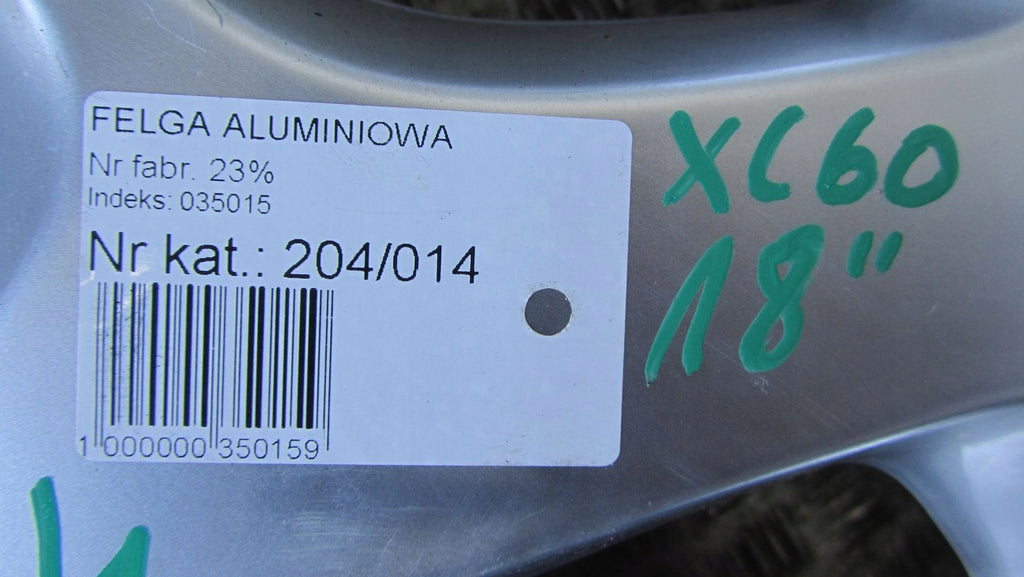 FELGA ALUMINIOWA
Nr fabr. 23%
Indeks: 035015
Nr kat.: 204/014
1 000000 350159
XC60
18"